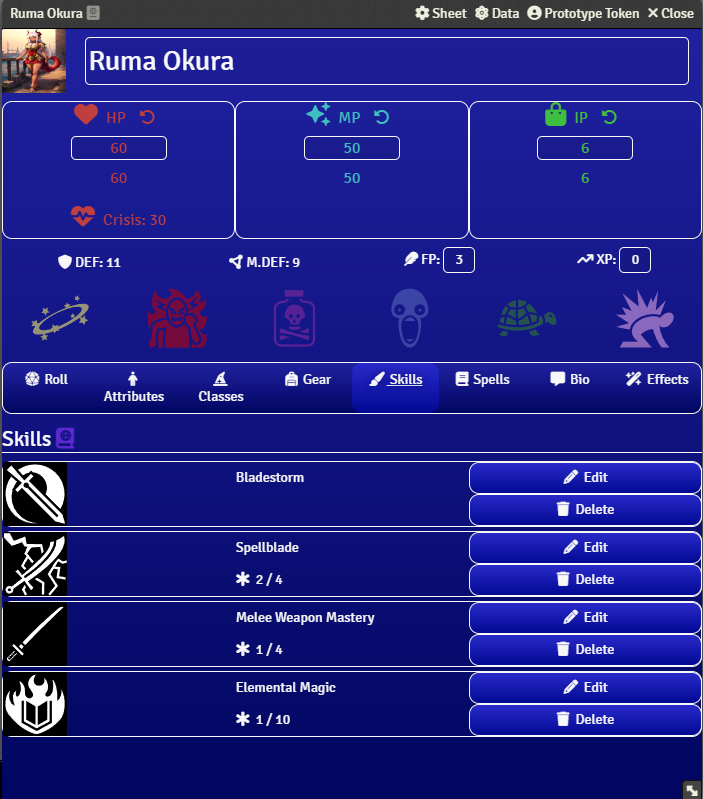 Ruma Okura Sheet Data Prototype Token Close
Ruma Okura
HP MP IP
60 50 6
60 50 6
Crisis: 30
DEF: 11 M.DEF: 9 FP: 3 XP: 0
Roll Attributes Classes Gear Skills Spells Bio Effects
Skills
Bladestorm Edit
Delete
Spellblade Edit
2 / 4 Delete
Melee Weapon Mastery Edit
1 / 4 Delete
Elemental Magic Edit
1 / 10 Delete